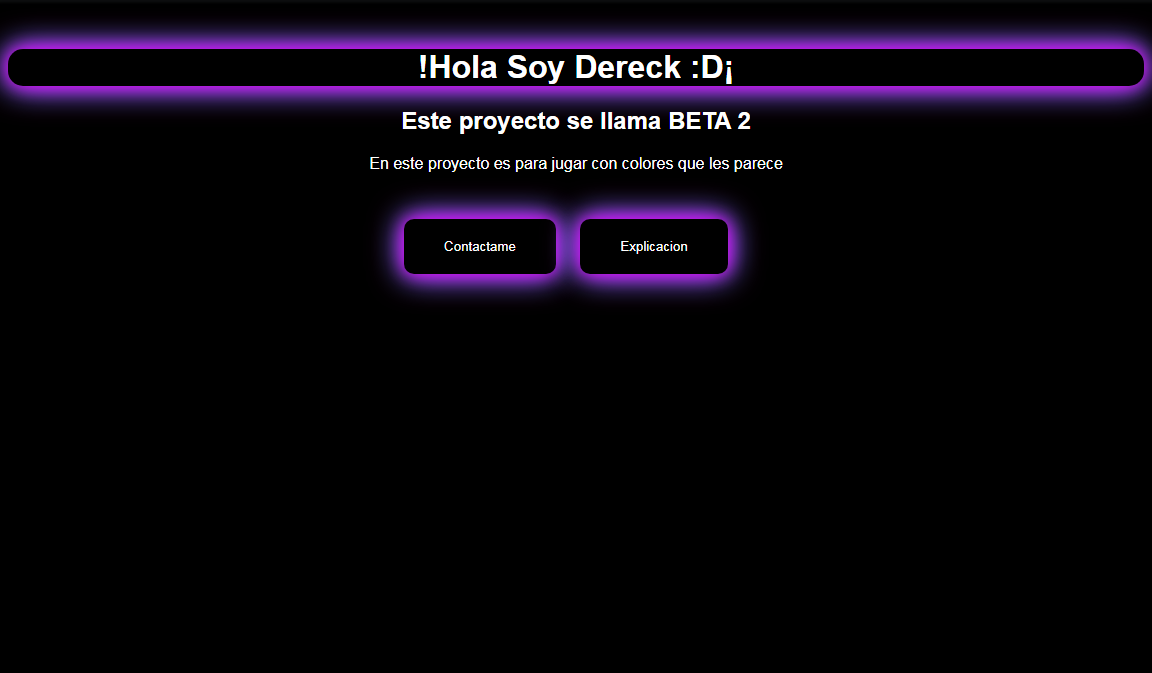 !Hola Soy Dereck :D¡
Este proyecto se llama BETA 2
En este proyecto es para jugar con colores que les parece
Contactame
Explicacion